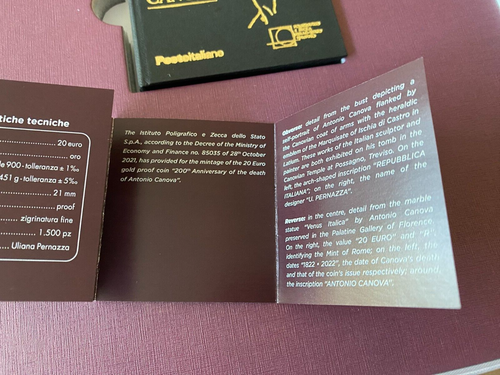 Posteitaliane
tiche tecniche
20 euro
oro
le 900 - tolleranza ± 1‰
451 g - tolleranza ± 5‰
21 mm
proof
zigrinatura fine
1.500 pz
Uliana Pernazza
The Istituto Poligrafico e Zecca dello Stato
S.p.A., according to the Decree of the Ministry of
Economy and Finance no. 85035 of 28th October
2021, has provided for the mintage of the 20 Euro
gold proof coin "200th Anniversary of the death
of Antonio Canova".
Obverse: detail from the bust depicting a
self-portrait of Antonio Canova flanked by
the Canovian coat of arms with the heraldic
emblem of the Marquisate of Ischia di Castro in
Latium. These works of the Italian sculptor and
painter are both exhibited on his tomb in the
Canovian Temple at Possagno, Treviso. On the
left, the arch-shaped inscription "REPUBBLICA
ITALIANA"; on the right, the name of the
designer "U. PERNAZZA".
Reverse: in the centre, detail from the marble
statue "Venus Italica" by Antonio Canova
preserved in the Palatine Gallery of Florence.
On the right, the value "20 EURO" and "R",
identifying the Mint of Rome; on the left, the
dates "1822 • 2022", the date of Canova's death
and that of the coin's issue respectively; around,
the inscription "ANTONIO CANOVA".